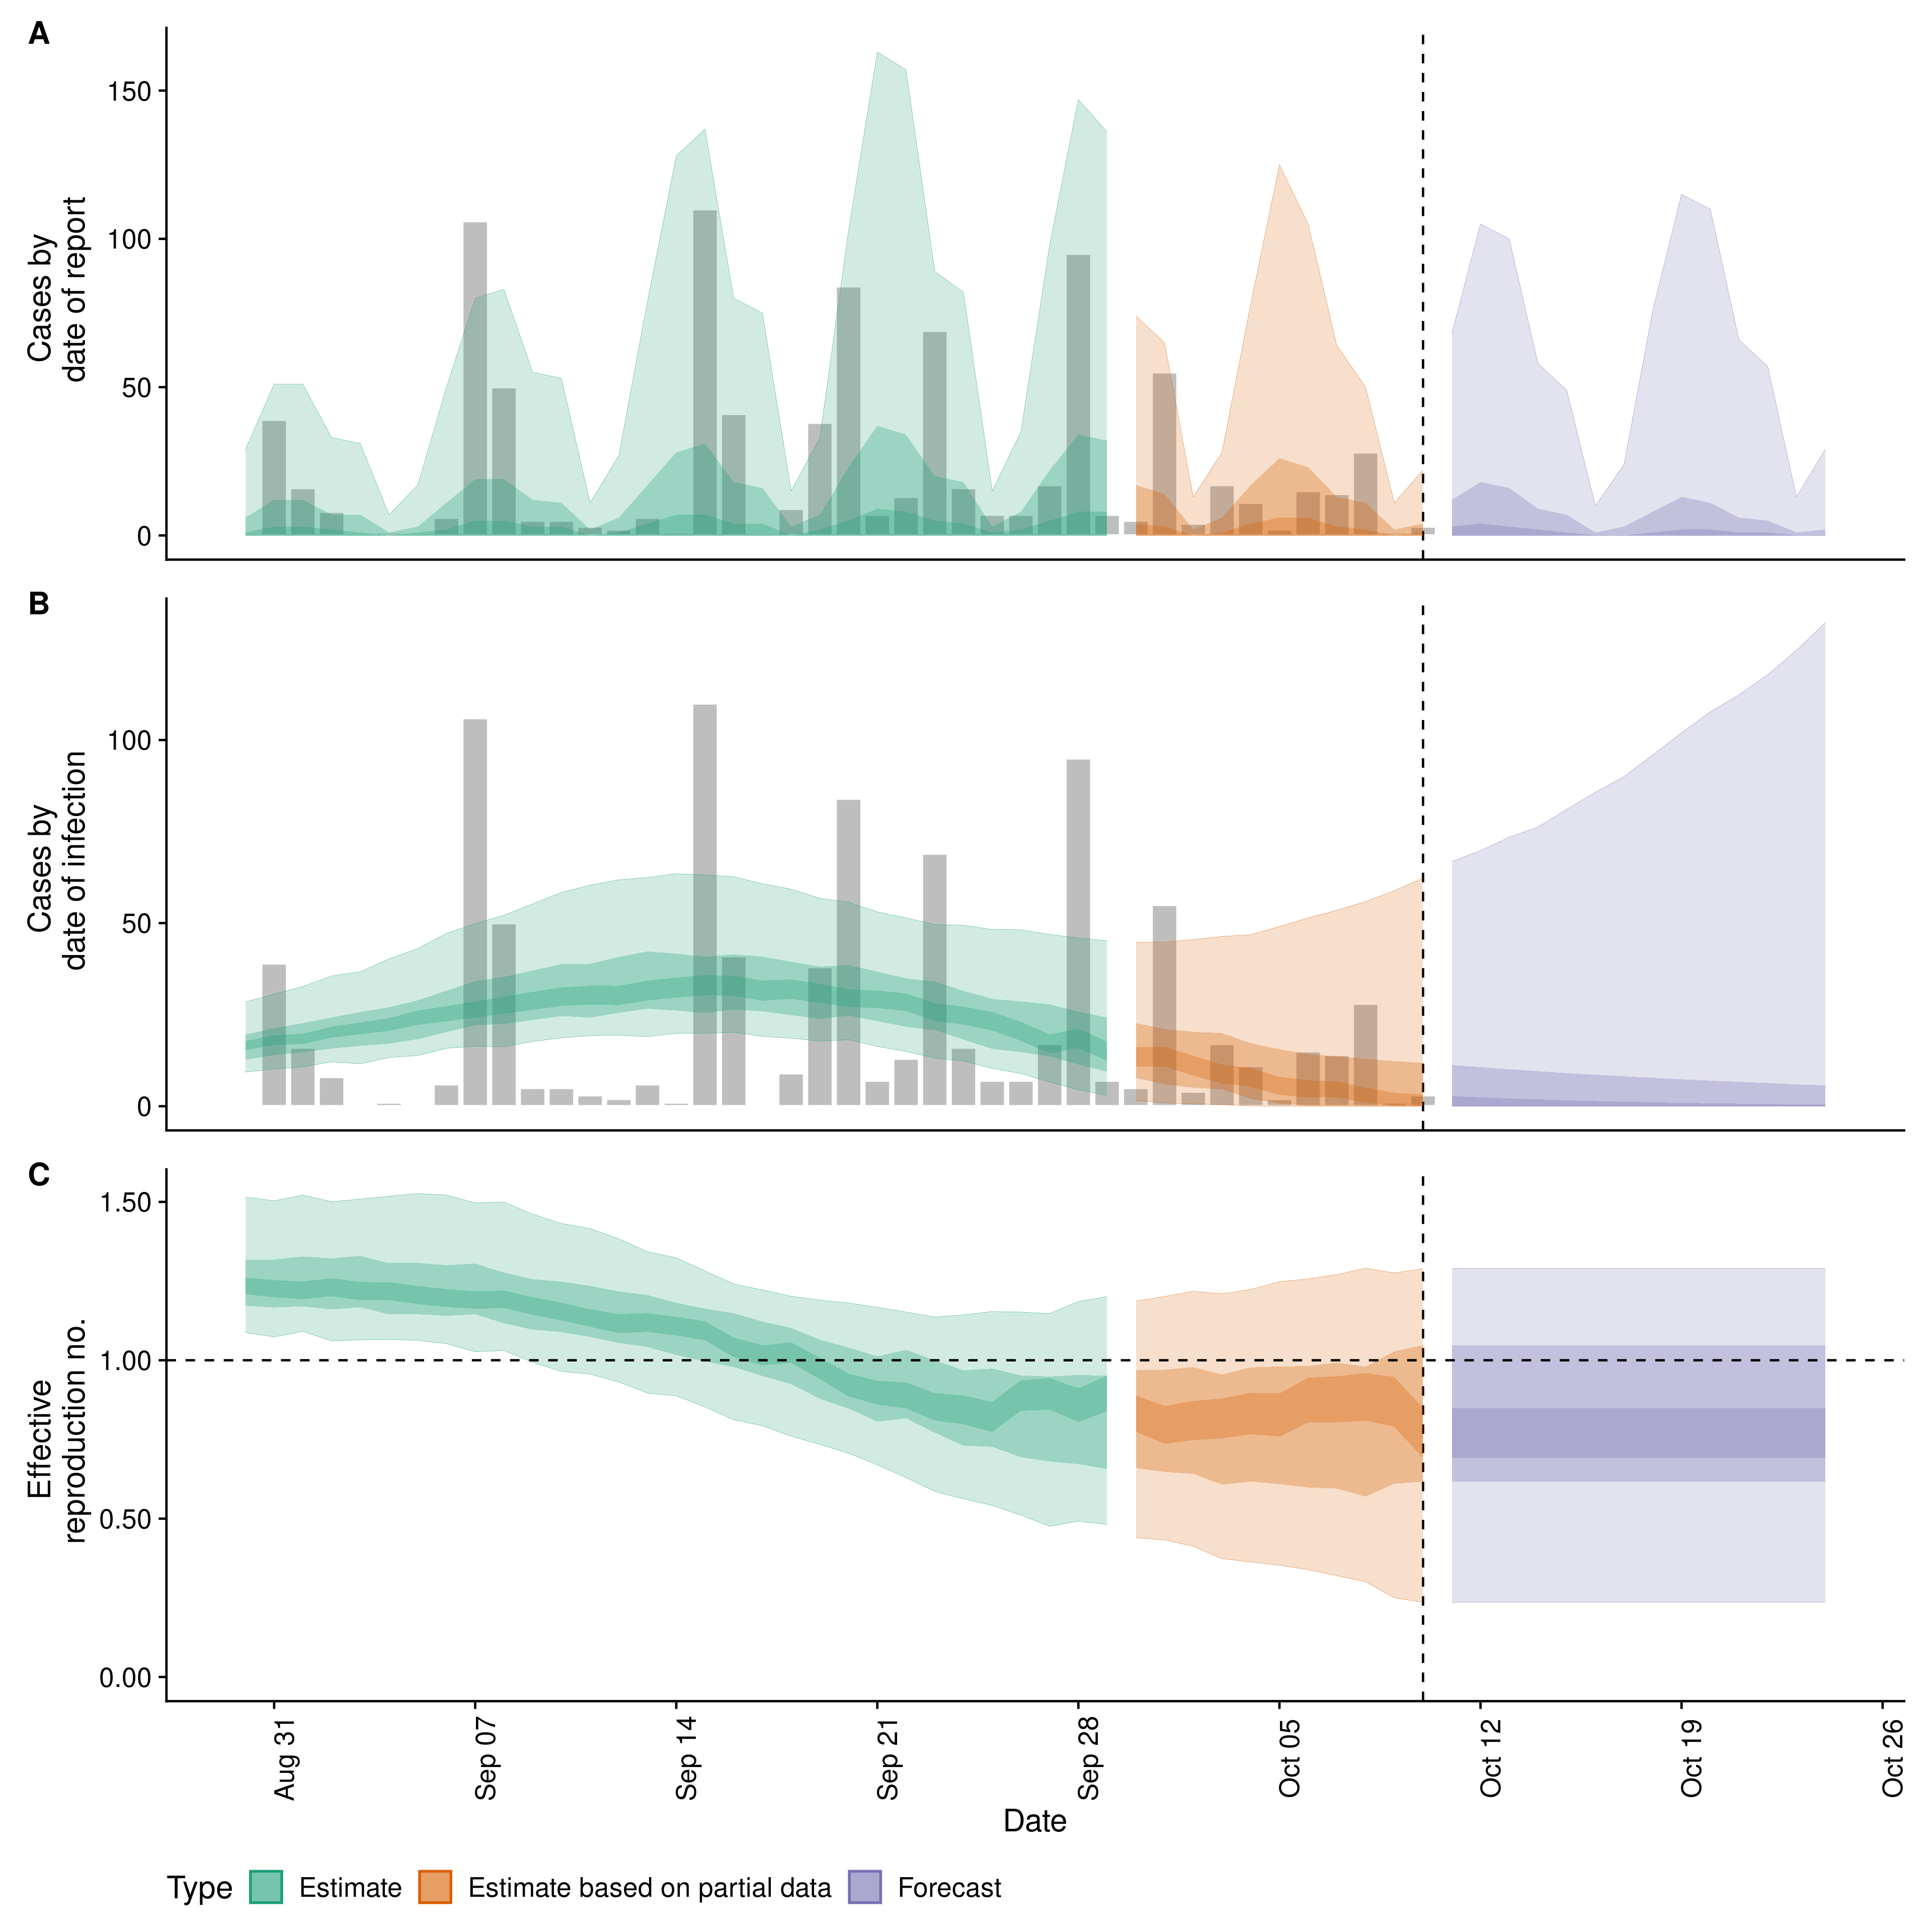 A
Cases by
date of report
150
100
50
0
B
Cases by
date of infection
100
50
0
C
Effective
reproduction no.
1.50
1.00
0.50
0.00
Aug 31
Sep 07
Sep 14
Sep 21
Sep 28
Oct 05
Oct 12
Oct 19
Oct 26
Date
Type Estimate Estimate based on partial data Forecast